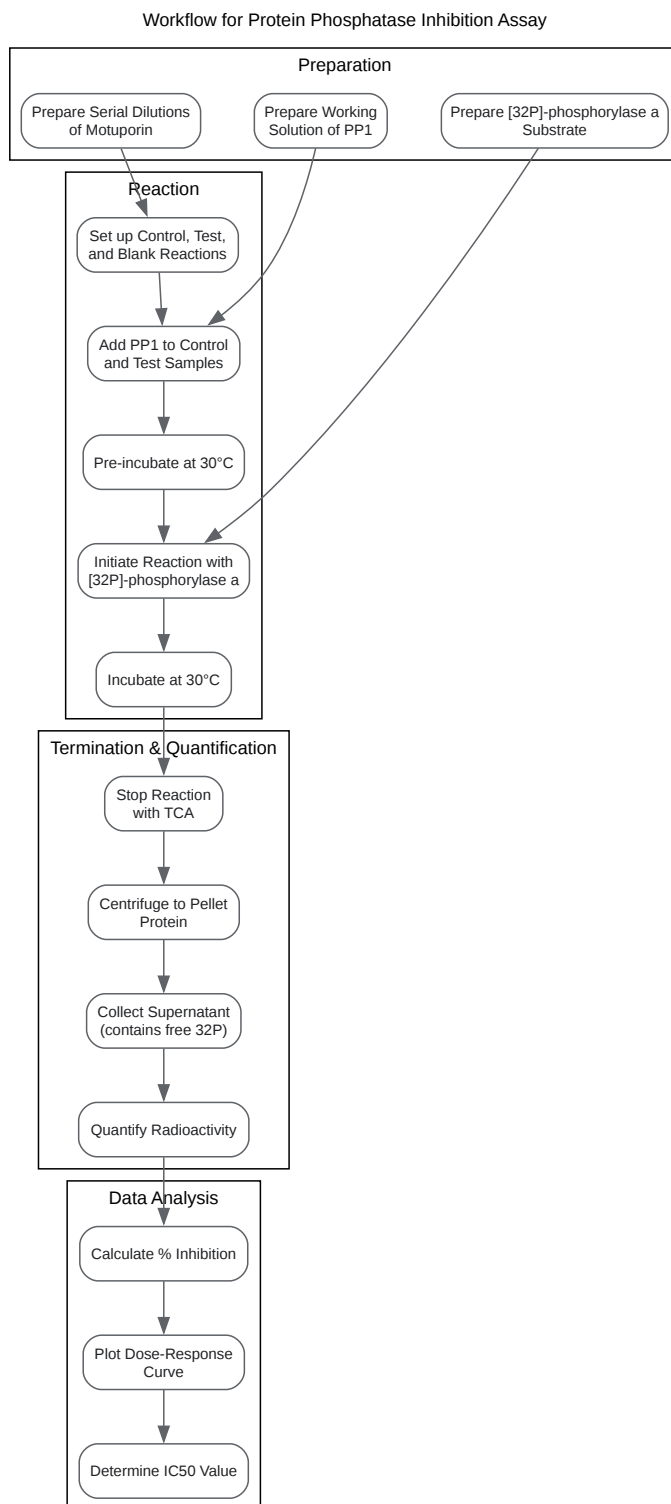 Workflow for Protein Phosphatase Inhibition Assay
Preparation
Prepare Serial Dilutions
of Motuporin
Prepare Working
Solution of PP1
Prepare [32P]-phosphorylase a
Substrate
Reaction
Set up Control, Test,
and Blank Reactions
Add PP1 to Control
and Test Samples
Pre-incubate at 30°C
Initiate Reaction with
[32P]-phosphorylase a
Incubate at 30°C
Termination & Quantification
Stop Reaction
with TCA
Centrifuge to Pellet
Protein
Collect Supernatant
(contains free 32P)
Quantify Radioactivity
Data Analysis
Calculate % Inhibition
Plot Dose-Response
Curve
Determine IC50 Value